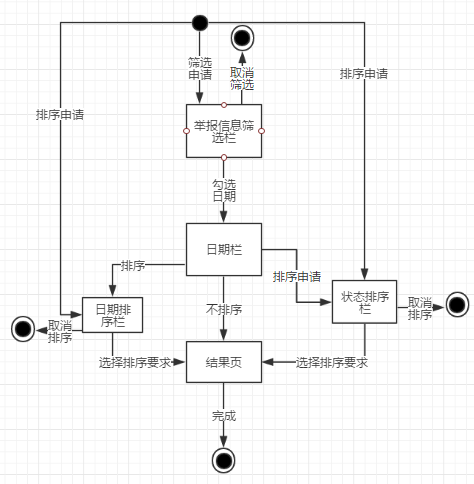 筛选
申请
取消
筛选
排序申请
排序申请
举报信息筛
选栏
勾选
日期
日期栏
排序
排序申请
状态排序
栏
日期排
序栏
不排序
取消
排序
取消
排序
选择排序要求
结果页
选择排序要求
完成